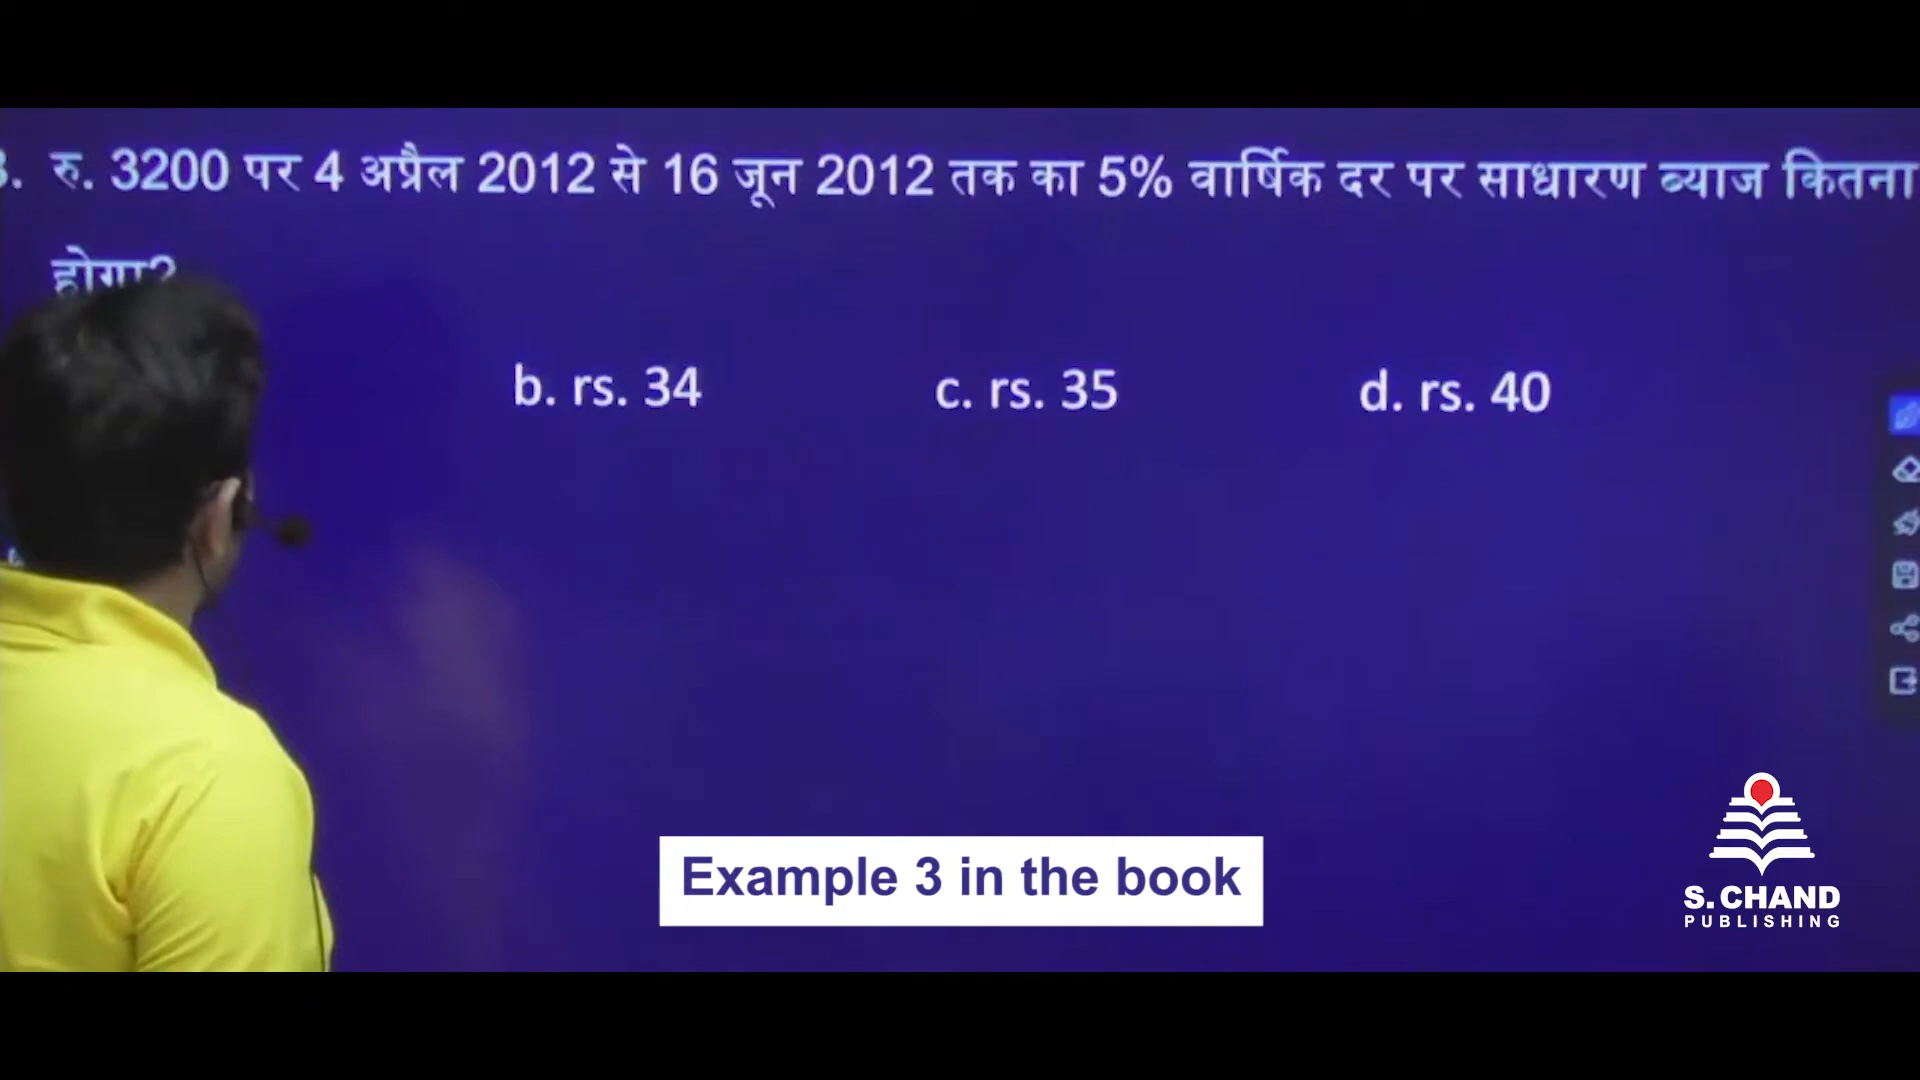 3. रु. 3200 पर 4 अप्रैल 2012 से 16 जून 2012 तक का 5% वार्षिक दर पर साधारण ब्याज कितना
होगा?
b. rs. 34 c. rs. 35 d. rs. 40
Example 3 in the book
S. CHAND
PUBLISHING